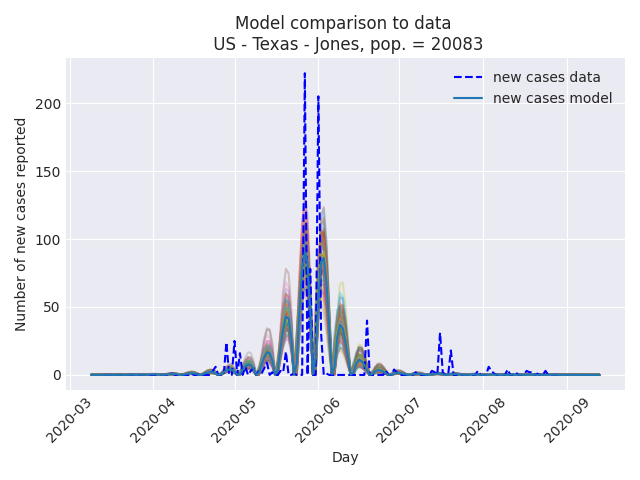 Model comparison to data
US - Texas - Jones, pop. = 20083
new cases data
new cases model
Number of new cases reported
200
150
100
50
0
2020-03
2020-04
2020-05
2020-06
2020-07
2020-08
2020-09
Day